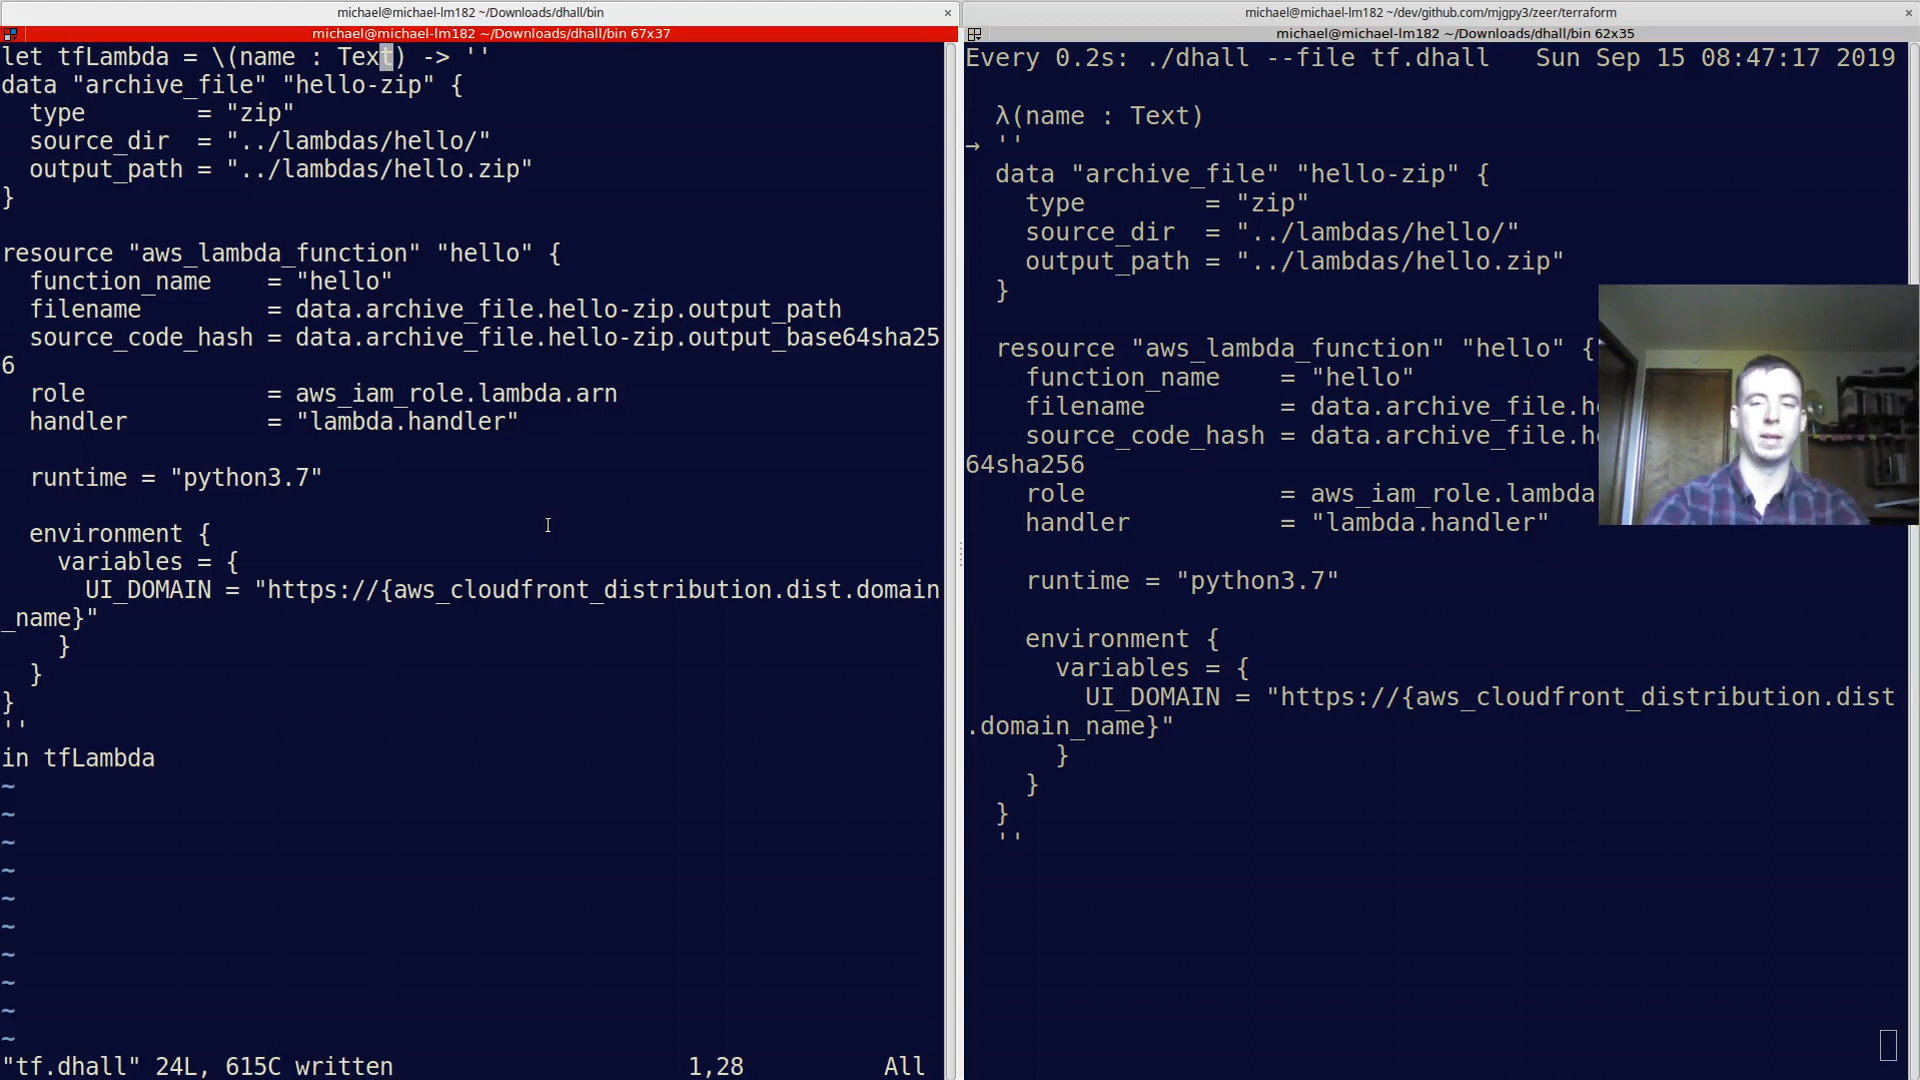 michael@michael-lm182 ~/Downloads/dhall/bin
michael@michael-lm182 ~/Downloads/dhall/bin 67x37
let tfLambda = \(name : Text) -> ''
data "archive_file" "hello-zip" {
  type        = "zip"
  source_dir  = "../lambdas/hello/"
  output_path = "../lambdas/hello.zip"
}
resource "aws_lambda_function" "hello" {
  function_name    = "hello"
  filename         = data.archive_file.hello-zip.output_path
  source_code_hash = data.archive_file.hello-zip.output_base64sha25
6
  role             = aws_iam_role.lambda.arn
  handler          = "lambda.handler"
  runtime = "python3.7"
  environment {
    variables = {
      UI_DOMAIN = "https://{aws_cloudfront_distribution.dist.domain
_name}"
    }
  }
}
''
in tfLambda
~
~
~
~
~
~
~
~
~
~
"tf.dhall" 24L, 615C written                     1,28          All
michael@michael-lm182 ~/dev/github.com/mjgpy3/zeer/terraform
michael@michael-lm182 ~/Downloads/dhall/bin 62x35
Every 0.2s: ./dhall --file tf.dhall   Sun Sep 15 08:47:17 2019
  λ(name : Text)
→ ''
  data "archive_file" "hello-zip" {
    type        = "zip"
    source_dir  = "../lambdas/hello/"
    output_path = "../lambdas/hello.zip"
  }
  resource "aws_lambda_function" "hello" {
    function_name    = "hello"
    filename         = data.archive_file.h
    source_code_hash = data.archive_file.h
64sha256
    role             = aws_iam_role.lambda
    handler          = "lambda.handler"
    runtime = "python3.7"
    environment {
      variables = {
        UI_DOMAIN = "https://{aws_cloudfront_distribution.dist
.domain_name}"
      }
    }
  }
  ''